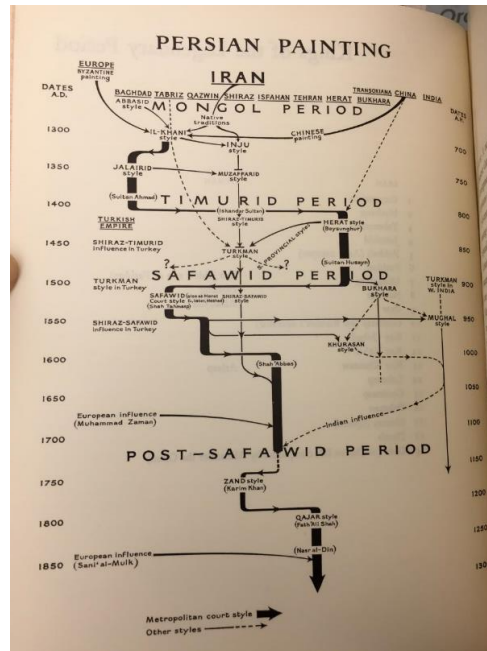 PERSIAN PAINTING
EUROPE
BYZANTINE
painting
IRAN
DATES
A.D.
BAGHDAD TABRIZ QAZWIN SHIRAZ ISFAHAN TEHRAN HERAT
TRANSOXIANA
BUKHARA
CHINA
INDIA
ABBASID
style
MONGOL PERIOD
DATES
Native
traditions
1300
IL-KHANI
style
CHINESE
painting
INJU
style
700
1350
JALAIRID
style
MUZAFFARID
style
750
(Sultan Ahmad)
1400
TIMURID PERIOD
800
(Iskandar Sultan)
SHIRAZ-TIMURID
style
TURKISH
EMPIRE
HERAT style
(Baysunghur)
1450
SHIRAZ-TIMURID
influence in Turkey
TURKMAN
style
PROVINCIAL styles
850
?
?
(Sultan Husayn)
SAFAWID PERIOD
1500
TURKMAN
style in Turkey
SAFAWID
Court style
(Shah Tahmasp)
SHIRAZ-SAFAWID
style
BUKHARA
style
TURKMAN
style in
W. INDIA
900
1550
SHIRAZ-SAFAWID
influence in Turkey
MUGHAL
style
950
KHURASAN
style
1600
(Shah 'Abbas)
1000
1650
1050
European influence
(Muhammad Zaman)
Indian influence
1100
1700
POST-SAFAWID PERIOD
1150
1750
ZAND style
(Karim Khan)
1200
1800
QAJAR style
(Fath 'Ali Shah)
1850
European influence
(Sani' al-Mulk)
(Nasr al-Din)
Metropolitan court style
Other styles